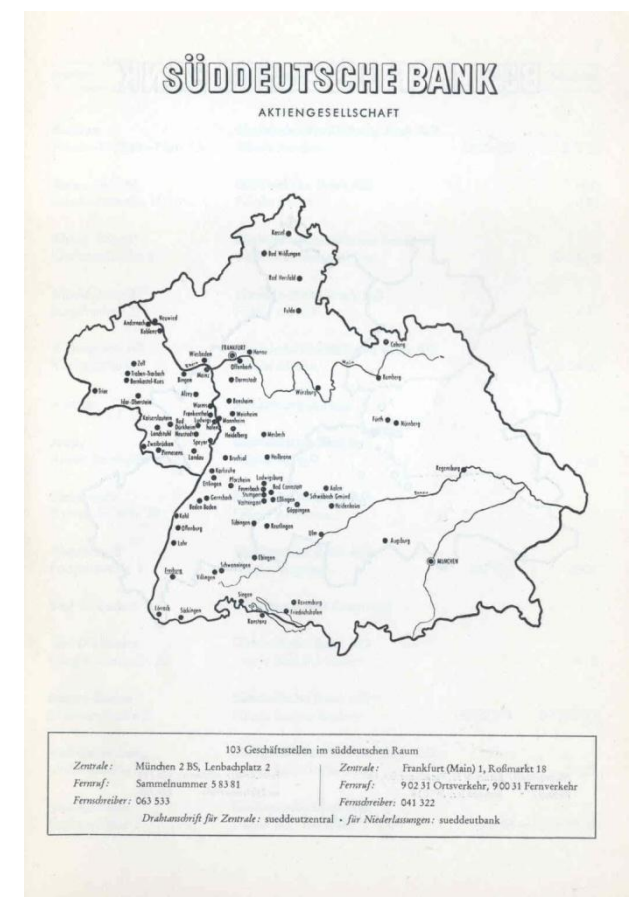 SÜDDEUTSCHE BANK
AKTIENGESELLSCHAFT
Kassel
Bad Wildungen
Bad Hersfeld
Fulda
Neuwied
Andernach
Koblenz
Wiesbaden
FRANKFURT
Hanau
Offenbach
Mainz
Bingen
Darmstadt
Main
Coburg
Bamberg
Würzburg
Zell
Traben-Trarbach
Bernkastel-Kues
Trier
Idar-Oberstein
Alzey
Worms
Bensheim
Weinheim
Frankenthal
Mannheim
Kaiserslautern
Bad Dürkheim
Ludwigshafen
Heidelberg
Mosbach
Landstuhl
Neustadt
Speyer
Zweibrücken
Pirmasens
Landau
Fürth
Nürnberg
Bruchsal
Heilbronn
Regensburg
Karlsruhe
Ettlingen
Pforzheim
Ludwigsburg
Feuerbach
Bad Cannstatt
Stuttgart
Aalen
Schwäbisch Gmünd
Gernsbach
Baden Baden
Vaihingen
Eßlingen
Göppingen
Heidenheim
Kehl
Offenburg
Tübingen
Reutlingen
Ulm
Augsburg
Lahr
Ebingen
MÜNCHEN
Freiburg
Schwenningen
Villingen
Singen
Ravensburg
Friedrichshafen
Konstanz
Lörrach
Säckingen
103 Geschäftsstellen im süddeutschen Raum
Zentrale: München 2 BS, Lenbachplatz 2
Fernruf: Sammelnummer 5 83 81
Fernschreiber: 063 533
Zentrale: Frankfurt (Main) 1, Roßmarkt 18
Fernruf: 9 02 31 Ortsverkehr, 9 00 31 Fernverkehr
Fernschreiber: 041 322
Drahtanschrift für Zentrale: sueddeutzentral - für Niederlassungen: sueddeutbank